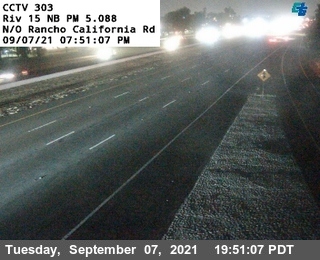 CCTV 303
Riv 15 NB PM 5.088
N/O Rancho California Rd
09/07/21 07:51:07 PM
Tuesday, September 07, 2021 19:51:07 PDT